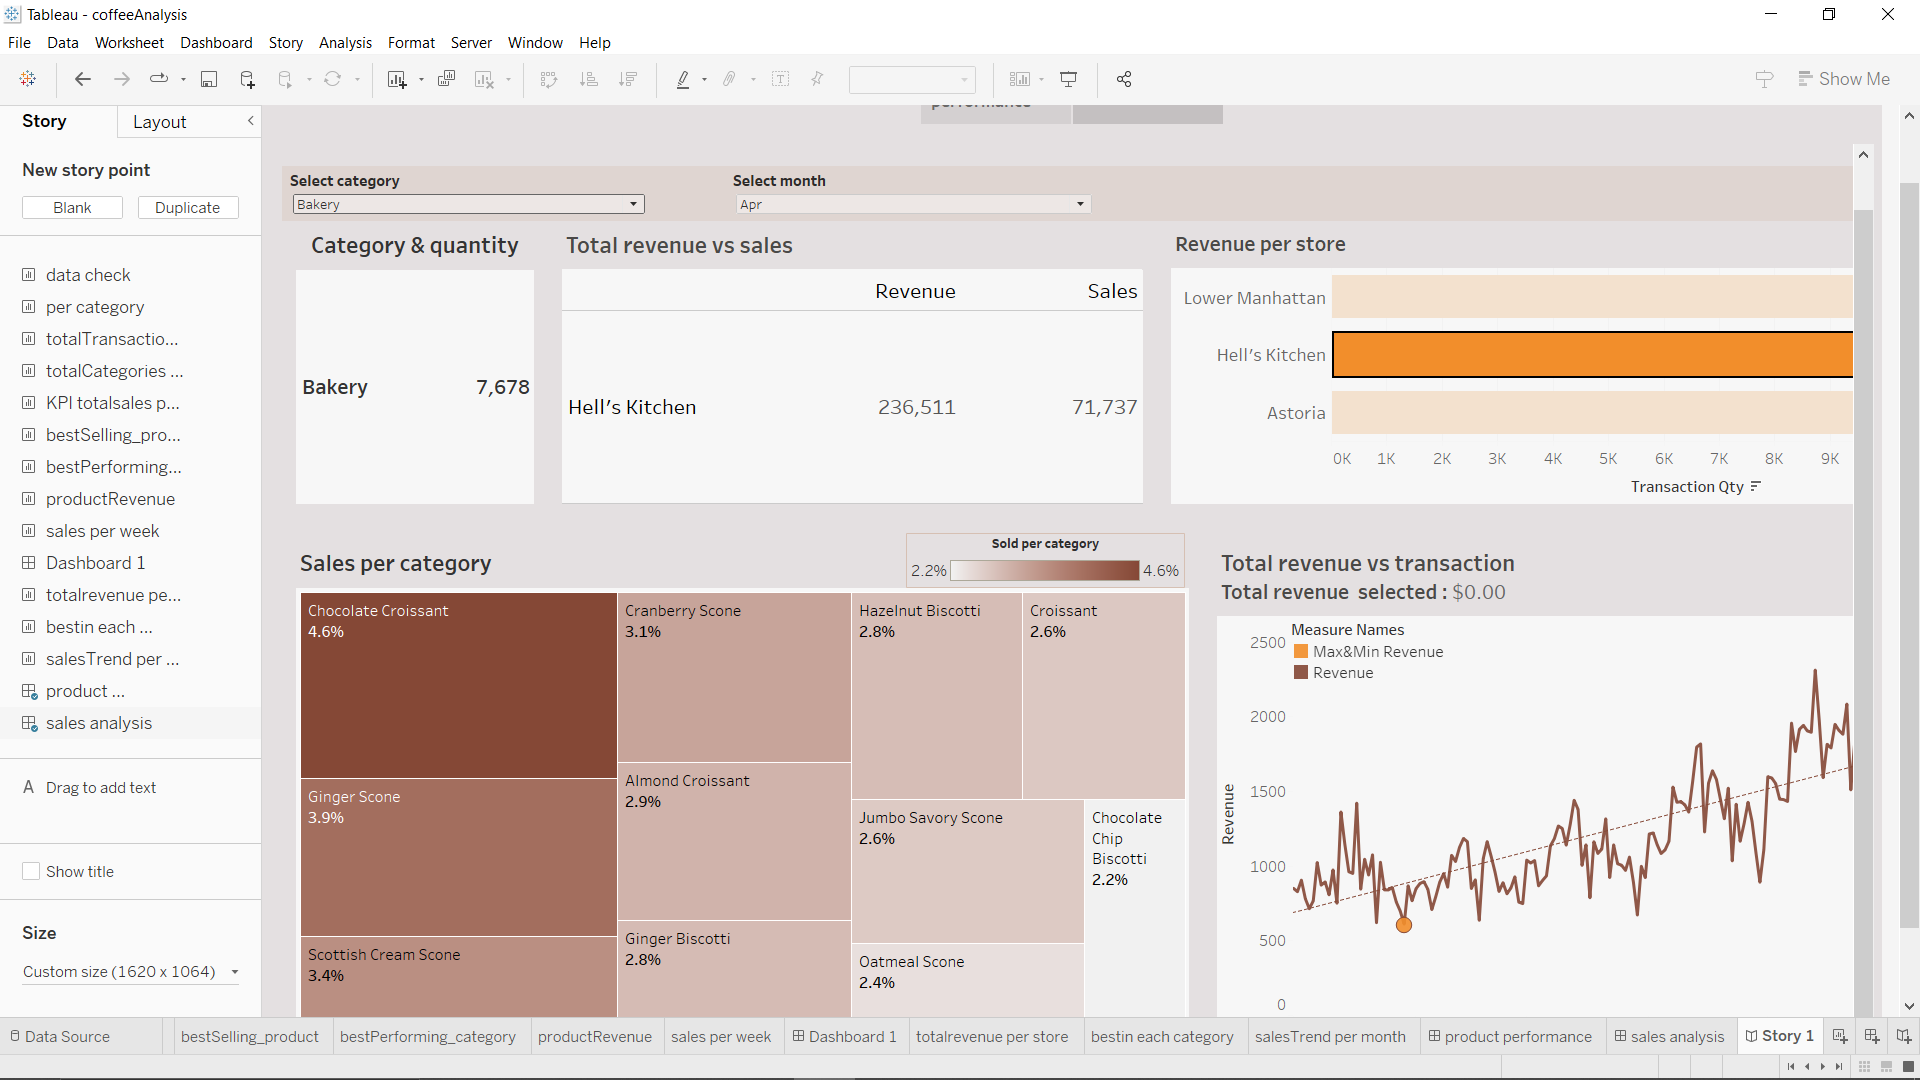 Tableau - coffeeAnalysis
File Data Worksheet Dashboard Story Analysis Format Server Window Help
Show Me
Story Layout
New story point
Blank Duplicate
data check
per category
totalTransactio...
totalCategories ...
KPI totalsales p...
bestSelling_pro...
bestPerforming...
productRevenue
sales per week
Dashboard 1
totalrevenue pe...
bestin each ...
salesTrend per ...
product ...
sales analysis
A Drag to add text
Show title
Size
Custom size (1620 x 1064)
performance
Select category
Bakery
Select month
Apr
Category & quantity
Bakery 7,678
Total revenue vs sales
Revenue Sales
Hell's Kitchen 236,511 71,737
Revenue per store
Lower Manhattan
Hell's Kitchen
Astoria
0K 1K 2K 3K 4K 5K 6K 7K 8K 9K
Transaction Qty
Sales per category
Sold per category
2.2% 4.6%
Chocolate Croissant
4.6%
Ginger Scone
3.9%
Scottish Cream Scone
3.4%
Cranberry Scone
3.1%
Almond Croissant
2.9%
Ginger Biscotti
2.8%
Hazelnut Biscotti
2.8%
Croissant
2.6%
Jumbo Savory Scone
2.6%
Oatmeal Scone
2.4%
Chocolate
Chip
Biscotti
2.2%
Total revenue vs transaction
Total revenue selected : $0.00
Measure Names
Max&Min Revenue
Revenue
2500
2000
1500
1000
500
0
Revenue
Data Source bestSelling_product bestPerforming_category productRevenue sales per week Dashboard 1 totalrevenue per store bestin each category salesTrend per month product performance sales analysis Story 1